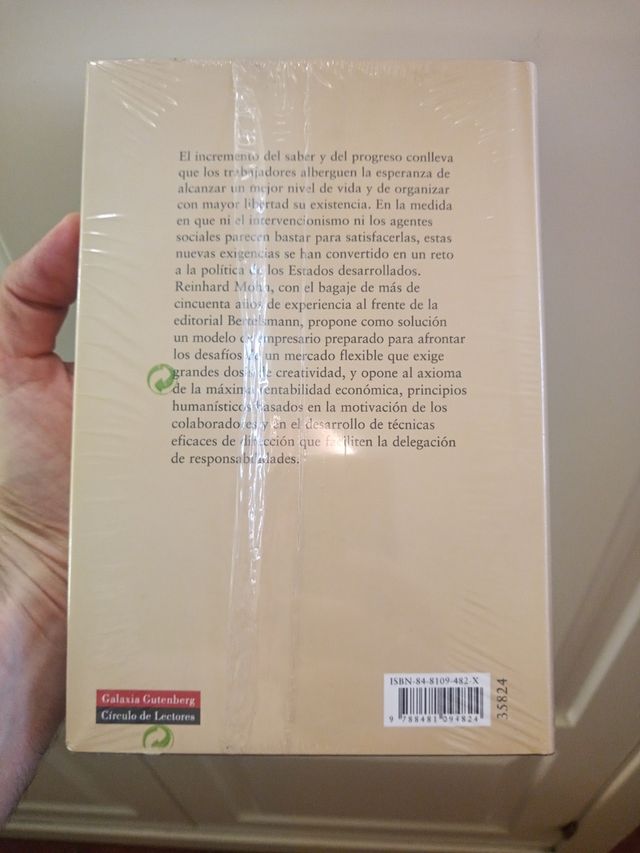 El incremento del saber y del progreso conlleva
que los trabajadores alberguen la esperanza de
alcanzar un mejor nivel de vida y de organizar
con mayor libertad su existencia. En la medida
en que ni el intervencionismo ni los agentes
sociales parecen bastar para satisfacerlas, estas
nuevas exigencias se han convertido en un reto
a la política de los Estados desarrollados.
Reinhard Mohn, con el bagaje de más de
cincuenta años de experiencia al frente de la
editorial Bertelsmann, propone como solución
un modelo de empresario preparado para afrontar
los desafíos de un mercado flexible que exige
grandes dosis de creatividad, y opone al axioma
de la máxima rentabilidad económica, principios
humanísticos basados en la motivación de los
colaboradores y en el desarrollo de técnicas
eficaces de dirección que faciliten la delegación
de responsabilidades.
Galaxia Gutenberg
Círculo de Lectores
ISBN-84-8109-482-X
9 788481 094824
35824